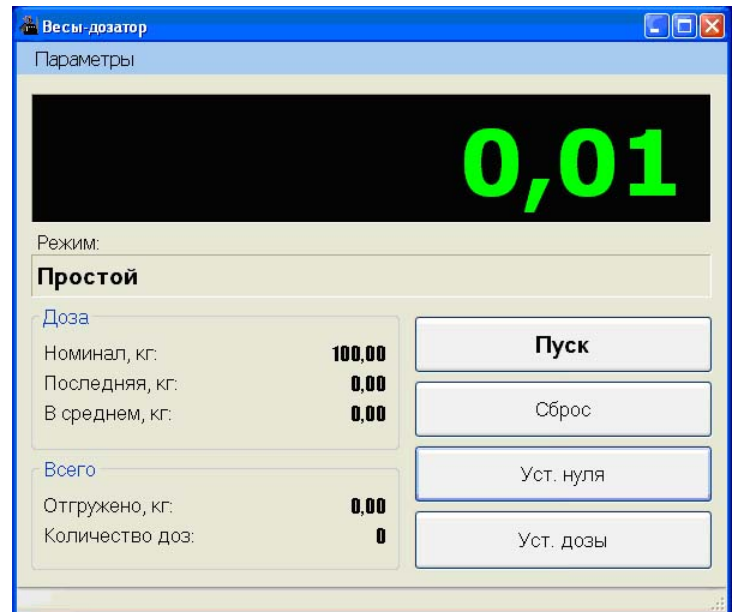 Весы-дозатор
Параметры
0,01
Режим:
Простой
Доза
Номинал, кг: 100,00
Последняя, кг: 0,00
В среднем, кг: 0,00
Всего
Отгружено, кг: 0,00
Количество доз: 0
Пуск
Сброс
Уст. нуля
Уст. дозы